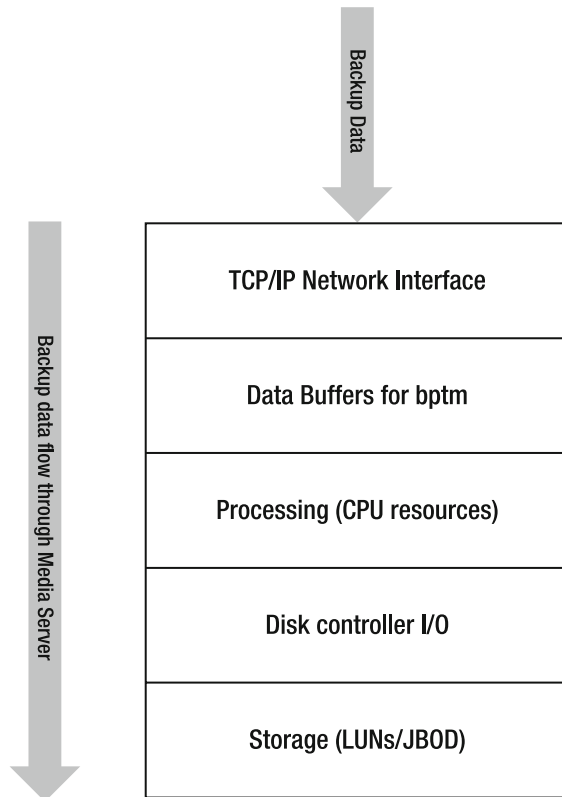 Backup Data
Backup data flow through Media Server
TCP/IP Network Interface
Data Buffers for bptm
Processing (CPU resources)
Disk controller I/O
Storage (LUNs/JBOD)